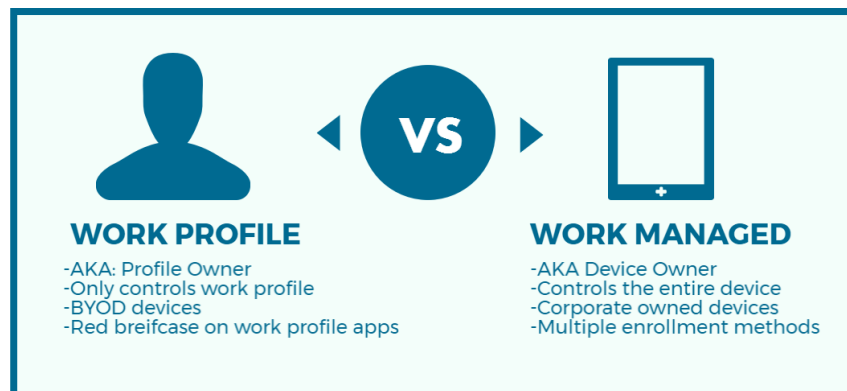 VS
WORK PROFILE
-AKA: Profile Owner
-Only controls work profile
-BYOD devices
-Red breifcase on work profile apps
WORK MANAGED
-AKA Device Owner
-Controls the entire device
-Corporate owned devices
-Multiple enrollment methods